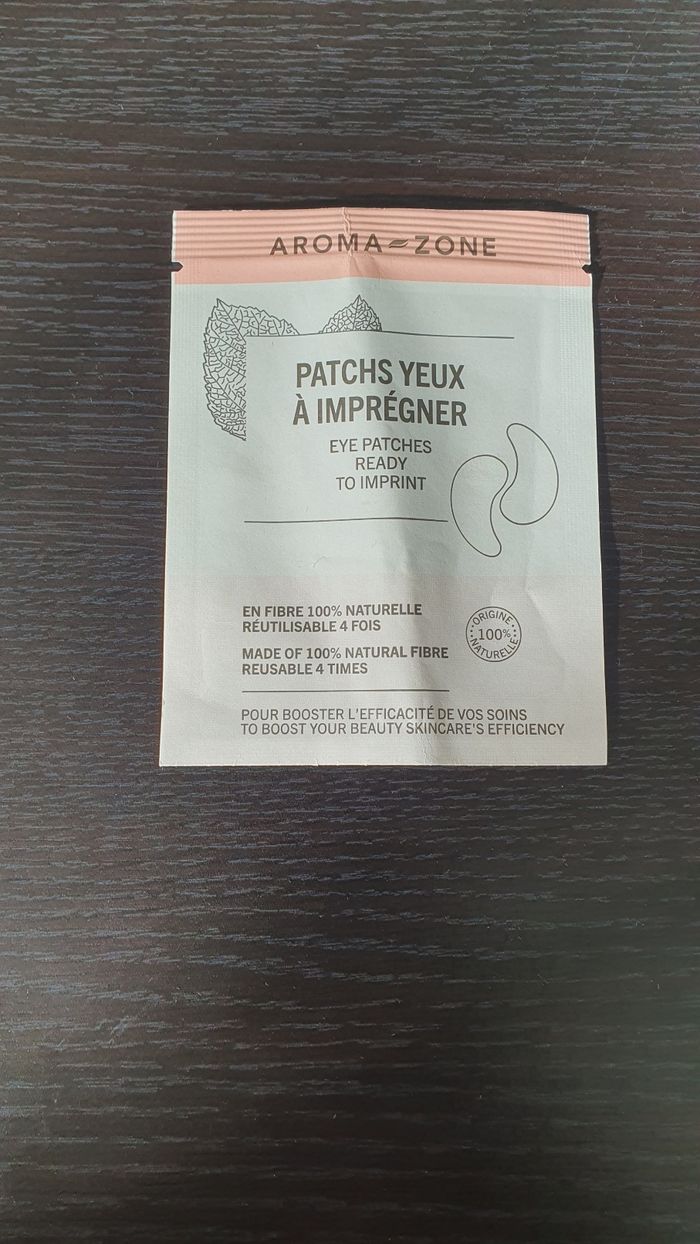 AROMA-ZONE
PATCHS YEUX
À IMPRÉGNER
EYE PATCHES
READY
TO IMPRINT
EN FIBRE 100% NATURELLE
RÉUTILISABLE 4 FOIS
MADE OF 100% NATURAL FIBRE
REUSABLE 4 TIMES
ORIGINE
100%
NATURELLE
POUR BOOSTER L'EFFICACITÉ DE VOS SOINS
TO BOOST YOUR BEAUTY SKINCARE'S EFFICIENCY